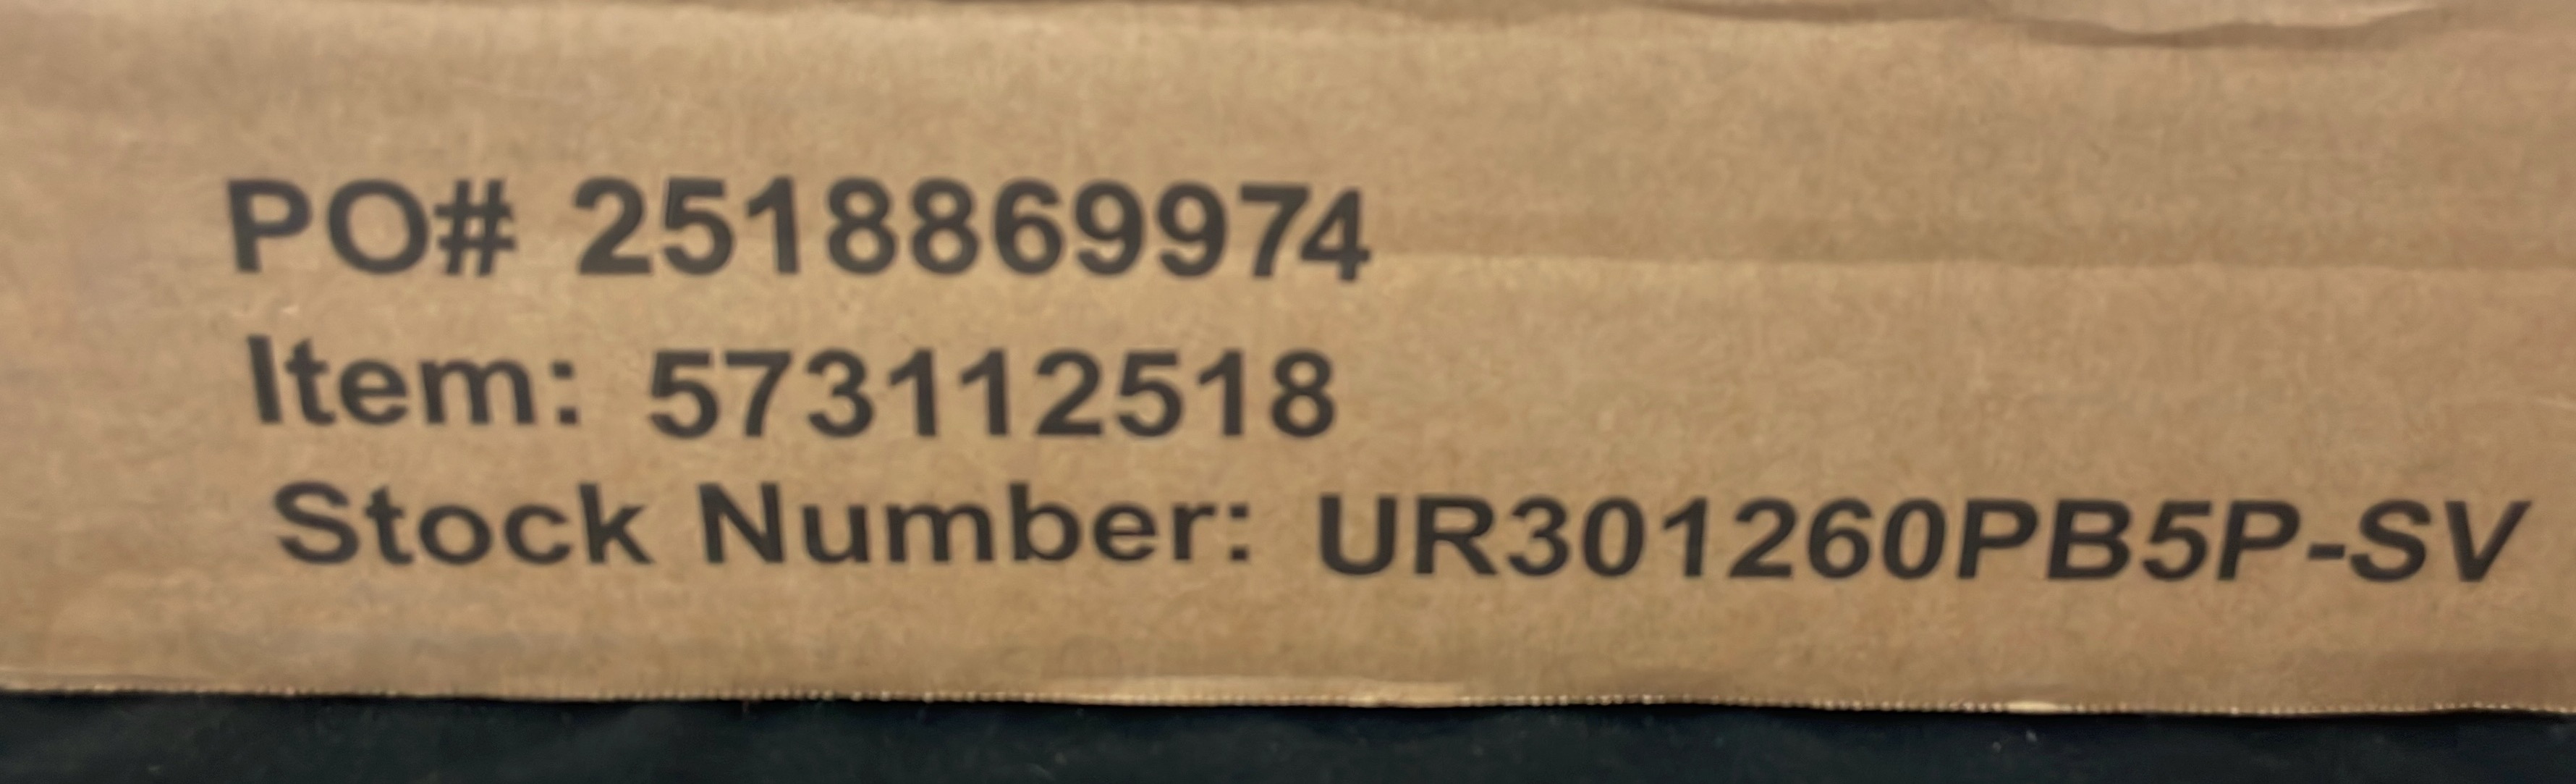 PO# 2518869974
Item: 573112518
Stock Number: UR301260PB5P-SV